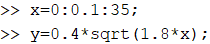 >> x=0:0.1:35;
>> y=0.4*sqrt(1.8*x);